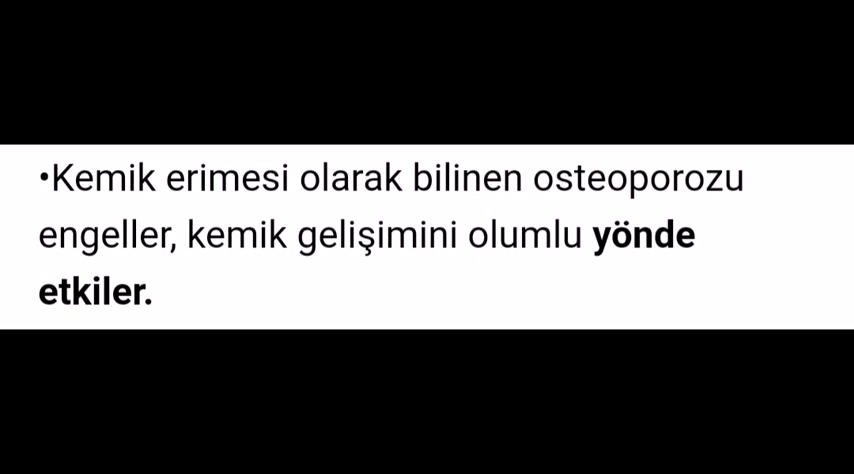 •Kemik erimesi olarak bilinen osteoporozu
engeller, kemik gelişimini olumlu yönde
etkiler.